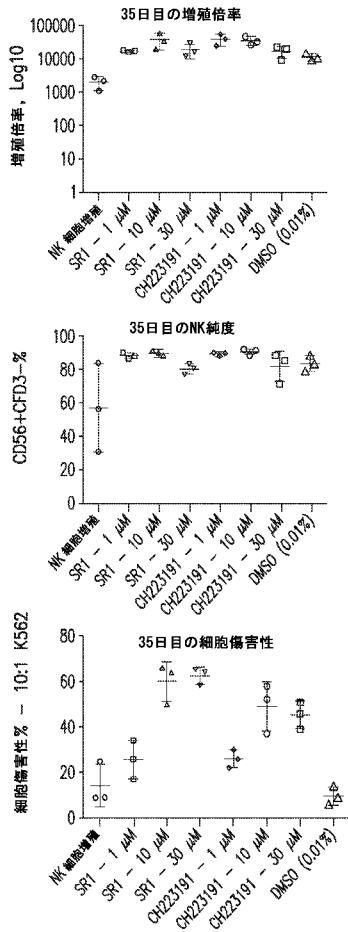 35日目の増殖倍率
増殖倍率, Log10
100000
10000
1000
100
10
1
NK 細胞増殖
SR1 - 1 μM
SR1 - 10 μM
SR1 - 30 μM
CH223191 - 1 μM
CH223191 - 10 μM
CH223191 - 30 μM
DMSO (0.01%)
35日目のNK純度
CD56+CFD3-%
100
80
60
40
20
0
NK 細胞増殖
SR1 - 1 μM
SR1 - 10 μM
SR1 - 30 μM
CH223191 - 1 μM
CH223191 - 10 μM
CH223191 - 30 μM
DMSO (0.01%)
35日目の細胞傷害性
細胞傷害性% - 10:1 K562
80
60
40
20
0
NK 細胞増殖
SR1 - 1 μM
SR1 - 10 μM
SR1 - 30 μM
CH223191 - 1 μM
CH223191 - 10 μM
CH223191 - 30 μM
DMSO (0.01%)